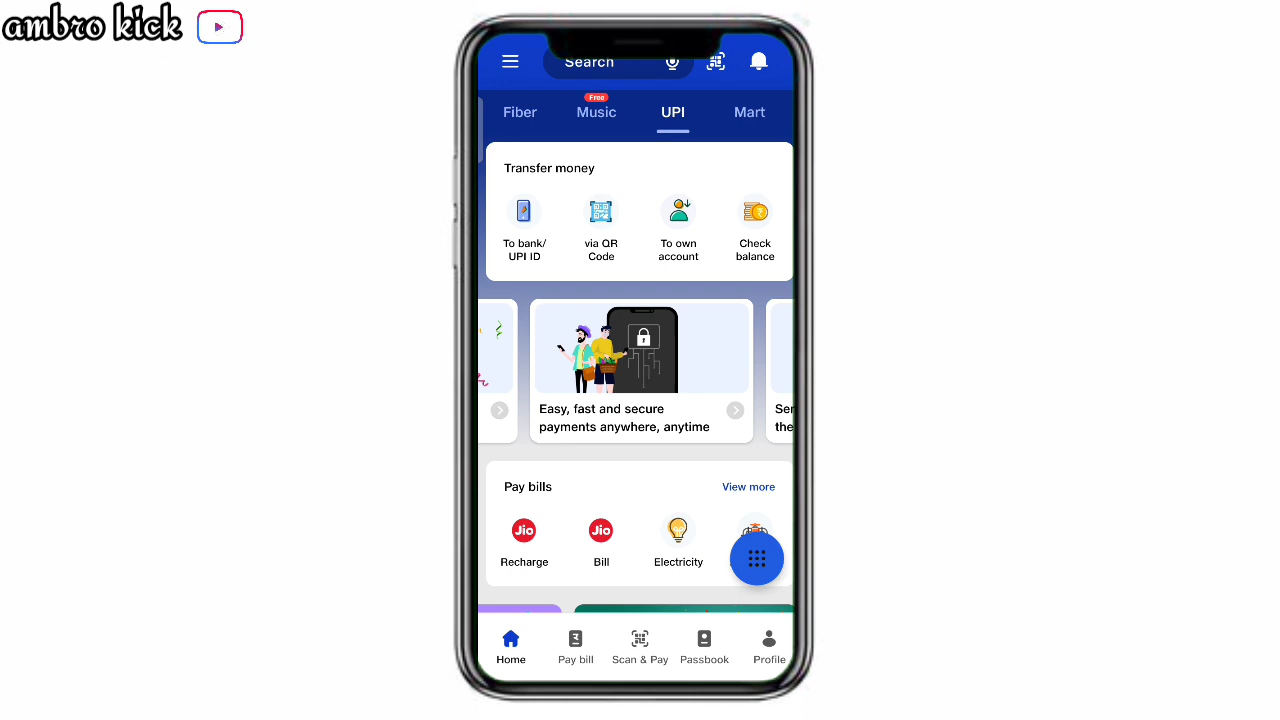 ambro kick
Search
Fiber
Free
Music
UPI
Mart
Transfer money
To bank/
UPI ID
via QR
Code
To own
account
Check
balance
Easy, fast and secure
payments anywhere, anytime
Pay bills
View more
Jio
Recharge
Jio
Bill
Electricity
Home
Pay bill
Scan & Pay
Passbook
Profile